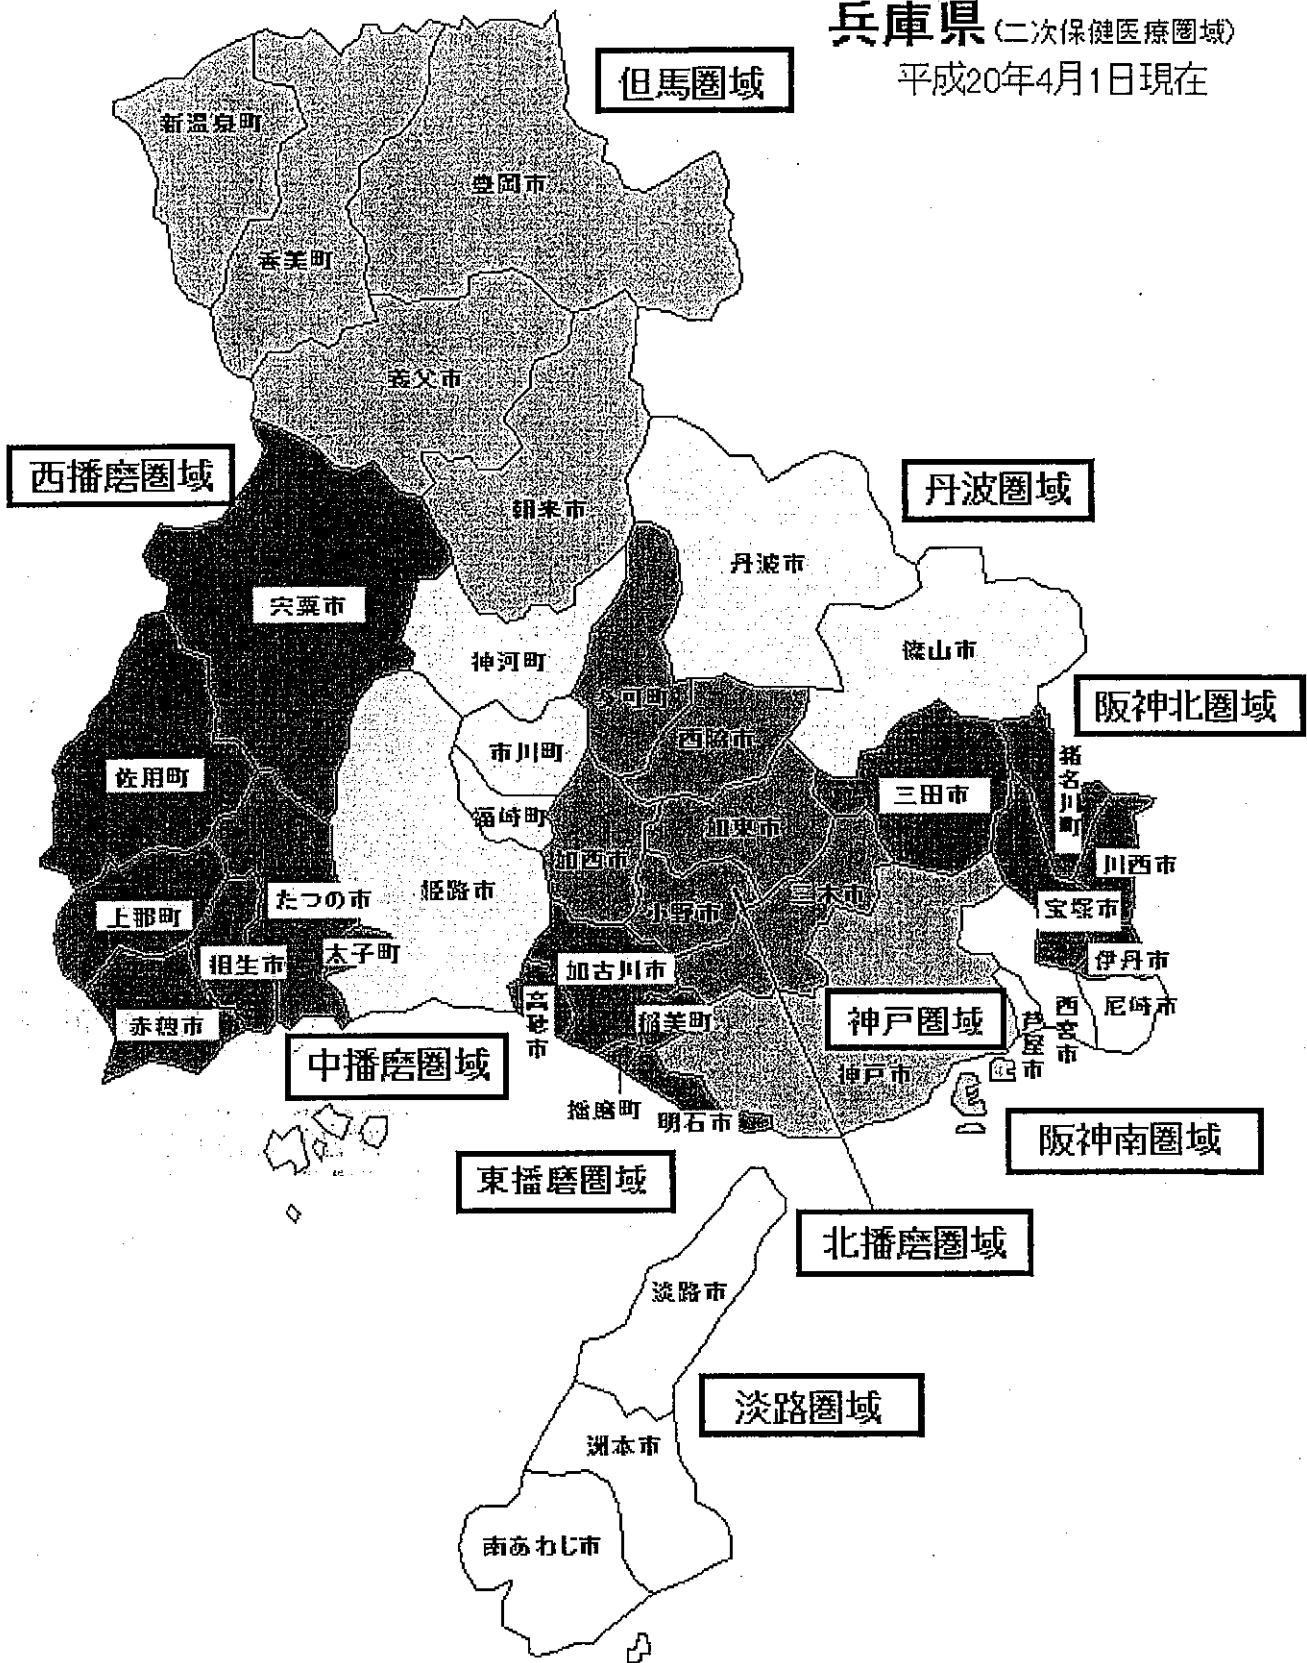 兵庫県(二次保健医療圏域)
平成20年4月1日現在
但馬圏域
新温泉町
豊岡市
香美町
養父市
西播磨圏域
丹波圏域
朝来市
丹波市
宍粟市
篠山市
神河町
多可町
阪神北圏域
西脇市
市川町
猪名川町
佐用町
三田市
福崎町
加東市
加西市
川西市
姫路市
たつの市
三木市
小野市
宝塚市
上郡町
太子町
相生市
加古川市
伊丹市
赤穂市
高砂市
稲美町
神戸圏域
芦屋市
西宮市
尼崎市
中播磨圏域
神戸市
播磨町
明石市
阪神南圏域
東播磨圏域
北播磨圏域
淡路市
淡路圏域
洲本市
南あわじ市